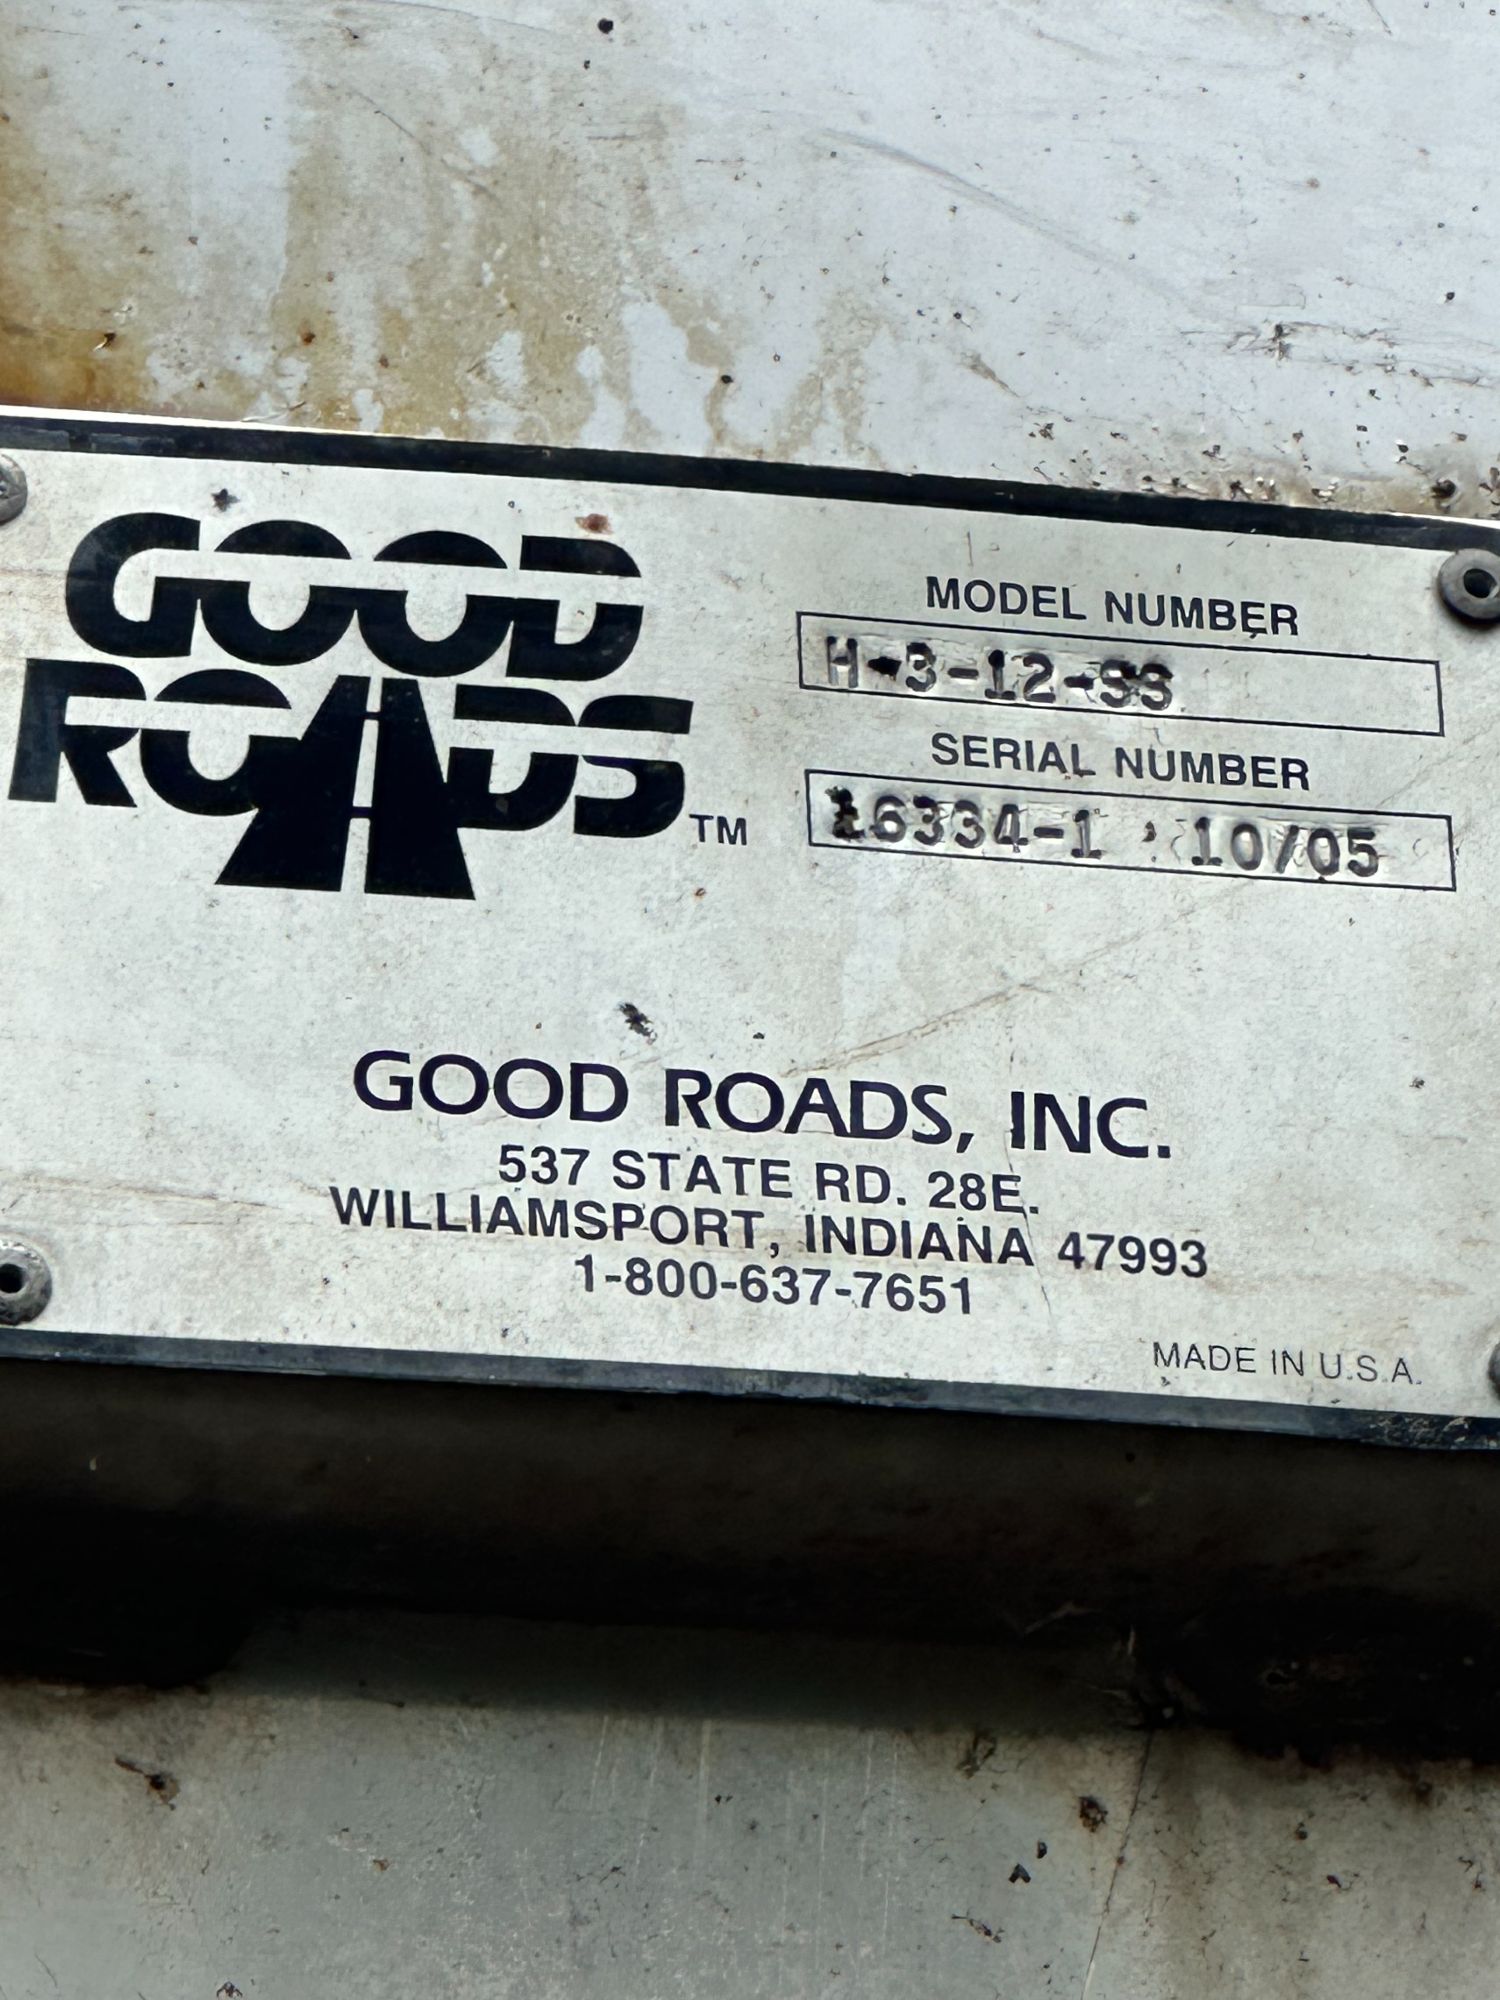 GOOD
ROADS TM
MODEL NUMBER
H-3-12-SS
SERIAL NUMBER
16334-1 10/05
GOOD ROADS, INC.
537 STATE RD. 28E.
WILLIAMSPORT, INDIANA 47993
1-800-637-7651
MADE IN U.S.A.